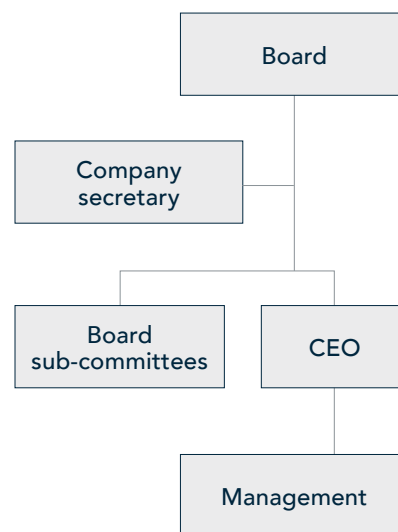 Board
Company
secretary
Board
sub-committees
CEO
Management